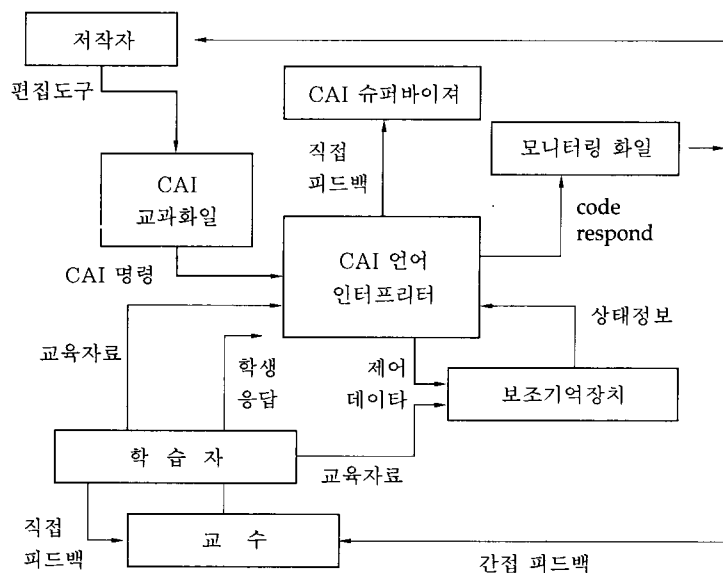 저작자
편집도구
CAI 슈퍼바이져
모니터링 화일
직접
피드백
CAI
교과화일
code
respond
CAI 명령
CAI 언어
인터프리터
상태정보
교육자료
학생
응답
제어
데이타
보조기억장치
학 습 자
교육자료
직접
피드백
교 수
간접 피드백